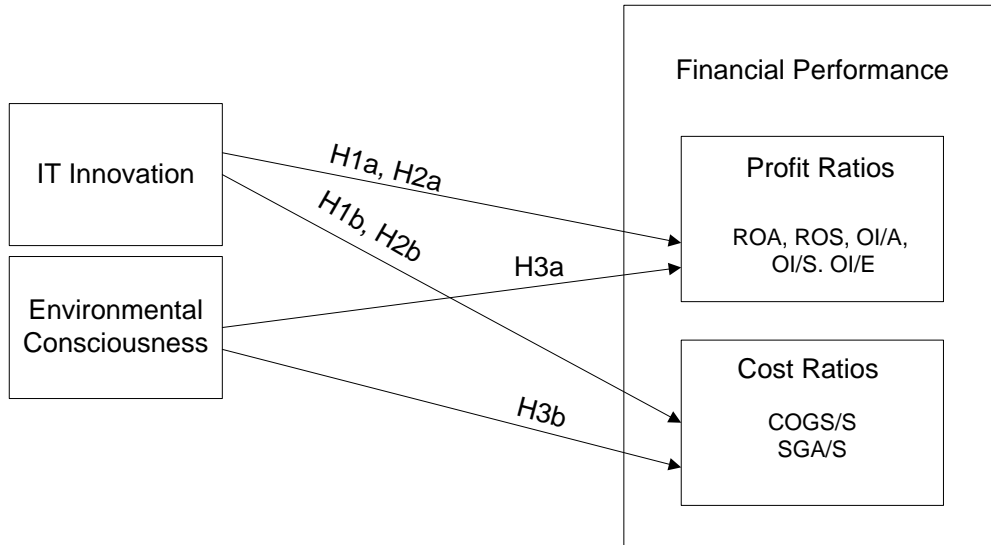 Financial Performance
IT Innovation
H1a, H2a
Profit Ratios
ROA, ROS, OI/A,
OI/S. OI/E
H1b, H2b
H3a
Environmental
Consciousness
Cost Ratios
COGS/S
SGA/S
H3b